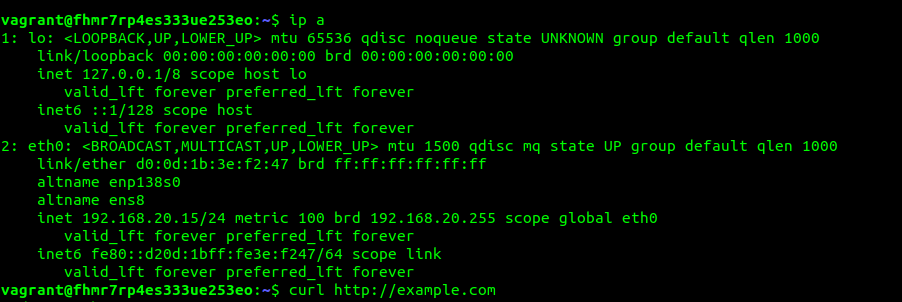 vagrant@fhmr7rp4es333ue253eo:~$ ip a
1: lo: <LOOPBACK,UP,LOWER_UP> mtu 65536 qdisc noqueue state UNKNOWN group default qlen 1000
    link/loopback 00:00:00:00:00:00 brd 00:00:00:00:00:00
    inet 127.0.0.1/8 scope host lo
       valid_lft forever preferred_lft forever
    inet6 ::1/128 scope host
       valid_lft forever preferred_lft forever
2: eth0: <BROADCAST,MULTICAST,UP,LOWER_UP> mtu 1500 qdisc mq state UP group default qlen 1000
    link/ether d0:0d:1b:3e:f2:47 brd ff:ff:ff:ff:ff:ff
    altname enp138s0
    altname ens8
    inet 192.168.20.15/24 metric 100 brd 192.168.20.255 scope global eth0
       valid_lft forever preferred_lft forever
    inet6 fe80::d20d:1bff:fe3e:f247/64 scope link
       valid_lft forever preferred_lft forever
vagrant@fhmr7rp4es333ue253eo:~$ curl http://example.com